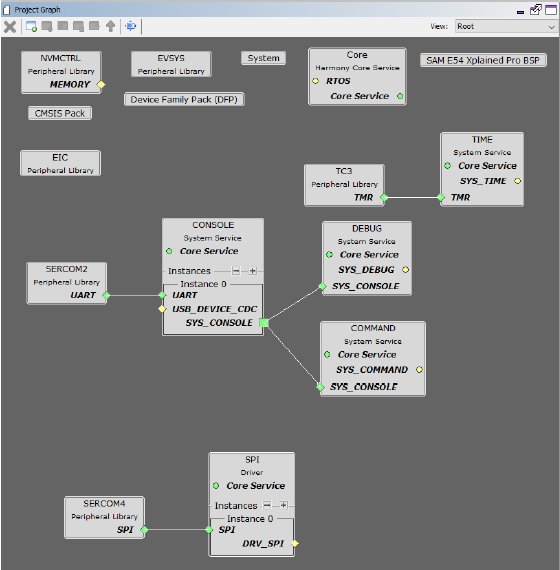 Project Graph
View:
Root
NVMCTRL
Peripheral Library
MEMORY
EVSYS
Peripheral Library
System
Core
Harmony Core Service
RTOS
Core Service
SAM E54 Xplained Pro BSP
Device Family Pack (DFP)
CMSIS Pack
EIC
Peripheral Library
TC3
Peripheral Library
TMR
TIME
System Service
Core Service
SYS_TIME
TMR
CONSOLE
System Service
Core Service
Instances
Instance 0
UART
USB_DEVICE_CDC
SYS_CONSOLE
SERCOM2
Peripheral Library
UART
DEBUG
System Service
Core Service
SYS_DEBUG
SYS_CONSOLE
COMMAND
System Service
Core Service
SYS_COMMAND
SYS_CONSOLE
SERCOM4
Peripheral Library
SPI
SPI
Driver
Core Service
Instances
Instance 0
SPI
DRV_SPI